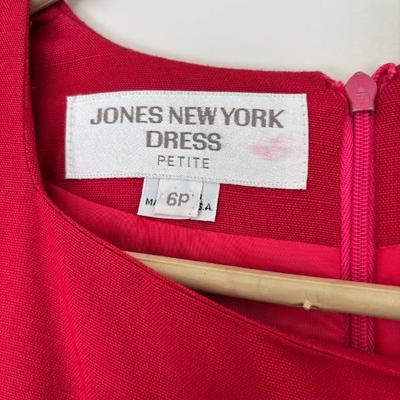 JONES NEW YORK
DRESS
PETITE
6P